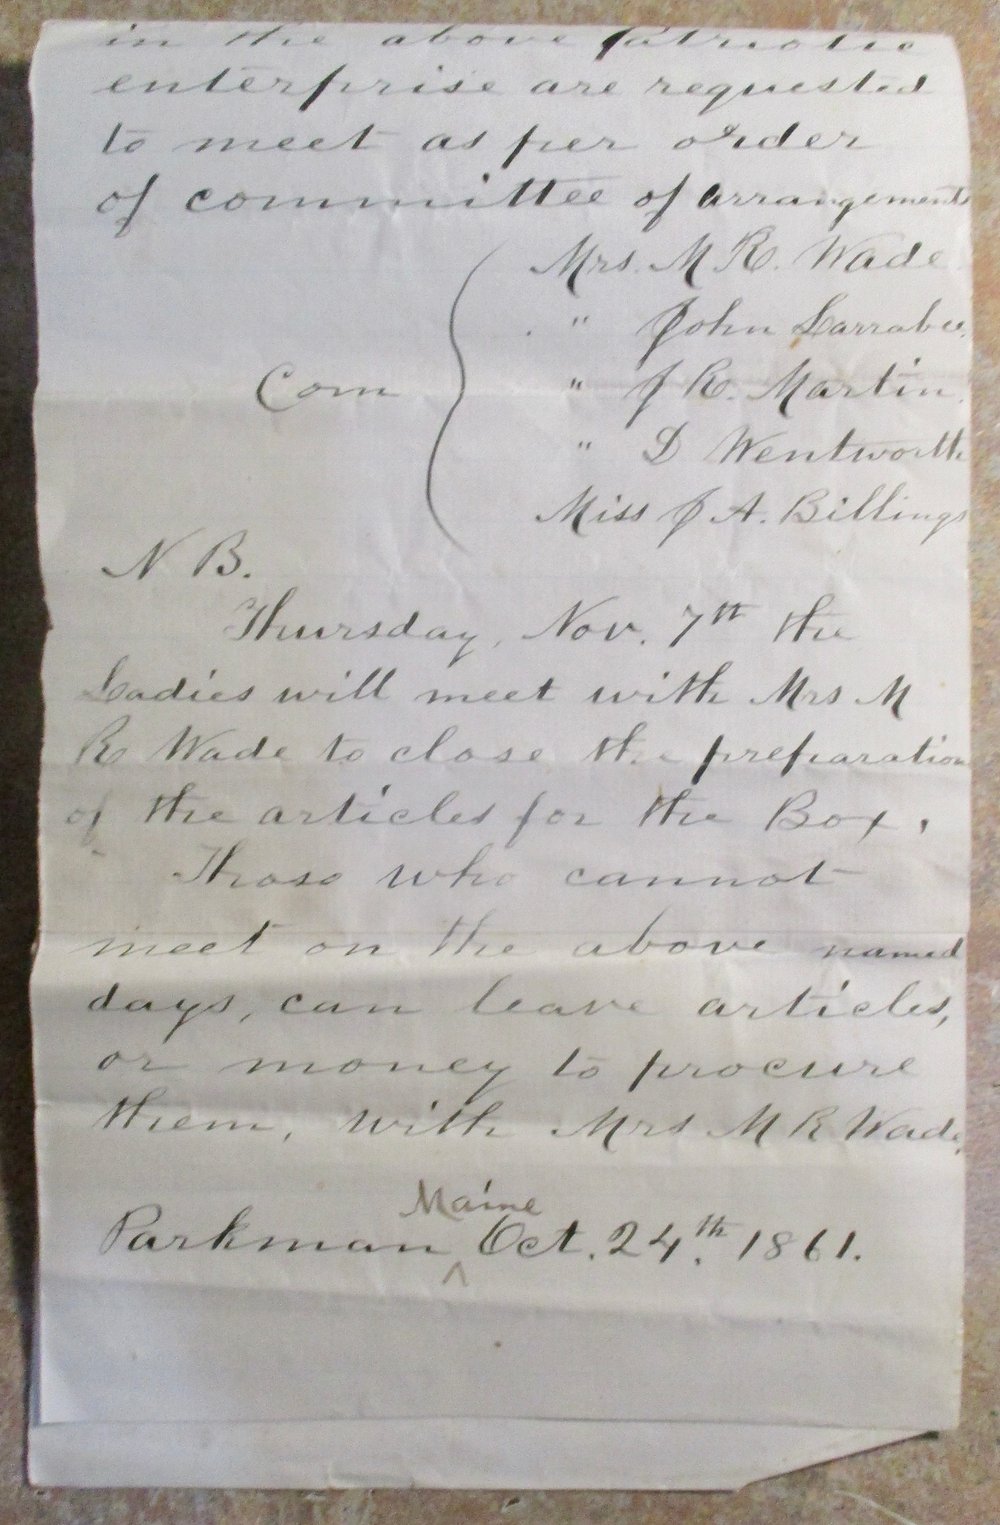 in the above patriotic
enterprise are requested
to meet as per order
of committee of arrangements
Mrs. M R. Wade
" John Larrabee.
Com " J R. Martin.
" D Wentworth
Miss J A. Billings
N B.
Thursday, Nov. 7th the
Ladies will meet with Mrs M
R Wade to close the preparation
of the articles for the Box.
Those who cannot
meet on the above named
days, can leave articles,
or money to procure
them, with Mrs M R Wade.
Maine
Parkman ^ Oct. 24.th 1861.